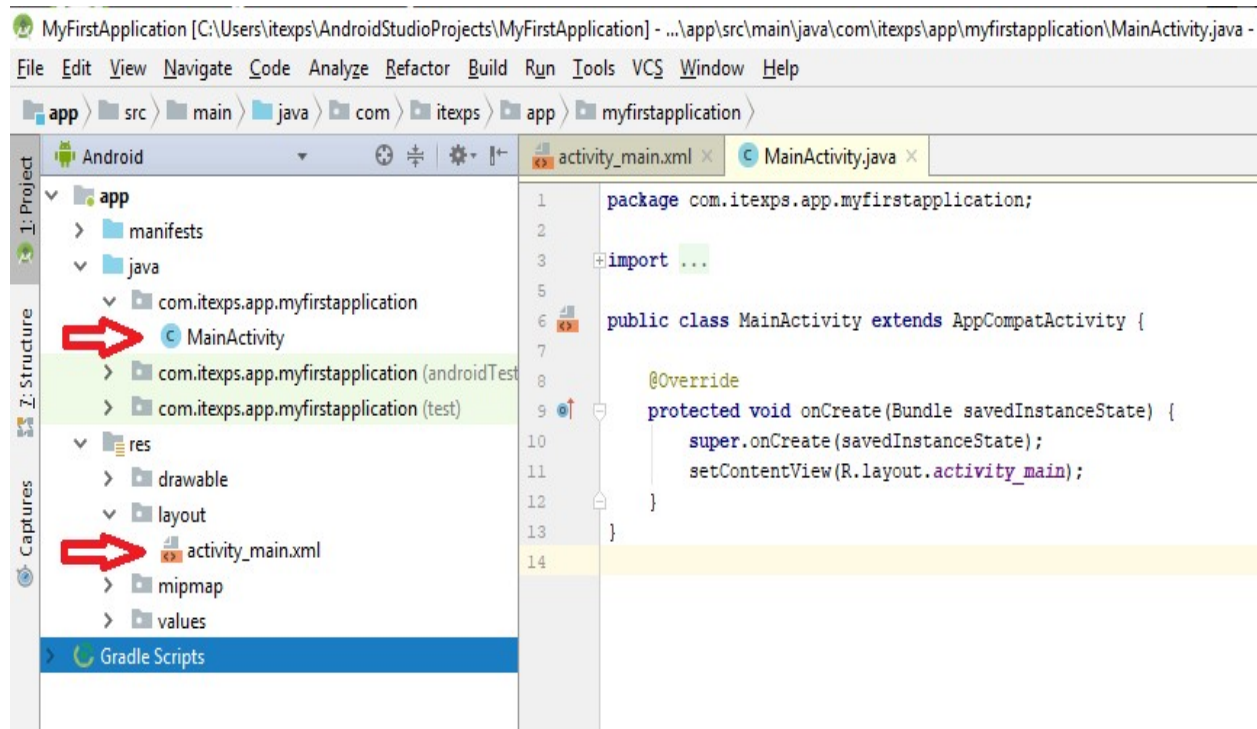 MyFirstApplication [C:\Users\itexps\AndroidStudioProjects\MyFirstApplication] - ...\app\src\main\java\com\itexps\app\myfirstapplication\MainActivity.java -
File Edit View Navigate Code Analyze Refactor Build Run Tools VCS Window Help
app src main java com itexps app myfirstapplication
1: Project
7: Structure
Captures
Android
app
manifests
java
com.itexps.app.myfirstapplication
MainActivity
com.itexps.app.myfirstapplication (androidTest
com.itexps.app.myfirstapplication (test)
res
drawable
layout
activity_main.xml
mipmap
values
Gradle Scripts
activity_main.xml MainActivity.java
1 package com.itexps.app.myfirstapplication;
2
3 import ...
5
6 public class MainActivity extends AppCompatActivity {
7
8 @Override
9 protected void onCreate(Bundle savedInstanceState) {
10 super.onCreate(savedInstanceState);
11 setContentView(R.layout.activity_main);
12 }
13 }
14